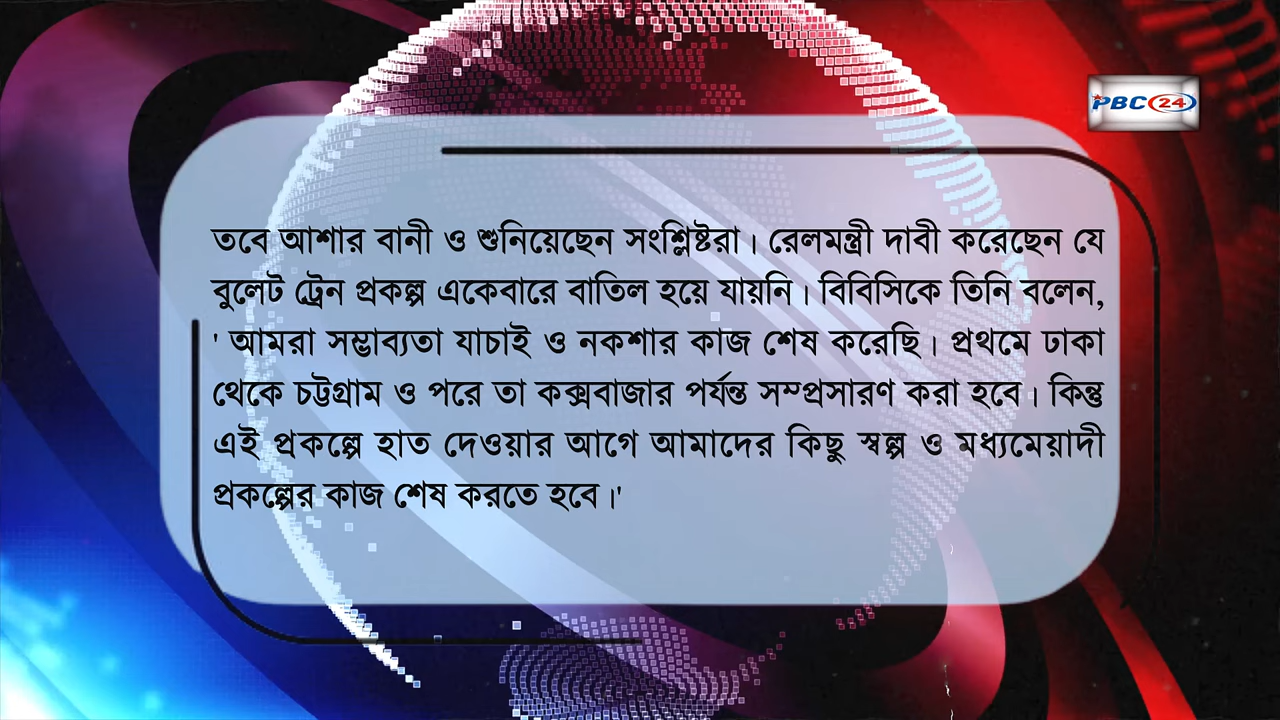 PBC 24
তবে আশার বানী ও শুনিয়েছেন সংশ্লিষ্টরা। রেলমন্ত্রী দাবী করেছেন যে
বুলেট ট্রেন প্রকল্প একেবারে বাতিল হয়ে যায়নি। বিবিসিকে তিনি বলেন,
' আমরা সম্ভাব্যতা যাচাই ও নকশার কাজ শেষ করেছি। প্রথমে ঢাকা
থেকে চট্টগ্রাম ও পরে তা কক্সবাজার পর্যন্ত সম্প্রসারণ করা হবে। কিন্তু
এই প্রকল্পে হাত দেওয়ার আগে আমাদের কিছু স্বল্প ও মধ্যমেয়াদী
প্রকল্পের কাজ শেষ করতে হবে।'